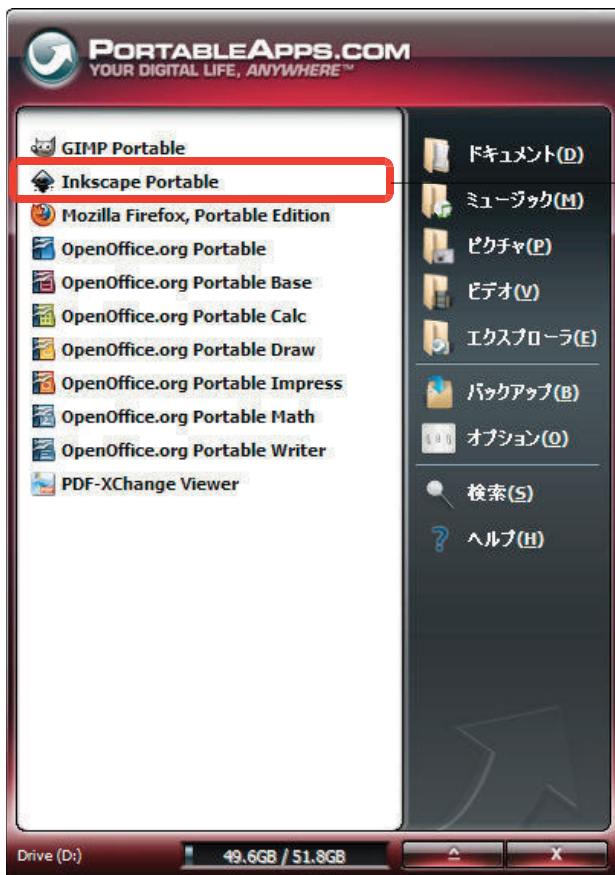 PORTABLEAPPS.COM
YOUR DIGITAL LIFE, ANYWHERE™
GIMP Portable
Inkscape Portable
Mozilla Firefox, Portable Edition
OpenOffice.org Portable
OpenOffice.org Portable Base
OpenOffice.org Portable Calc
OpenOffice.org Portable Draw
OpenOffice.org Portable Impress
OpenOffice.org Portable Math
OpenOffice.org Portable Writer
PDF-XChange Viewer
ドキュメント(D)
ミュージック(M)
ピクチャ(P)
ビデオ(V)
エクスプローラ(E)
バックアップ(B)
オプション(O)
検索(S)
ヘルプ(H)
Drive (D:)
49.6GB / 51.8GB
X